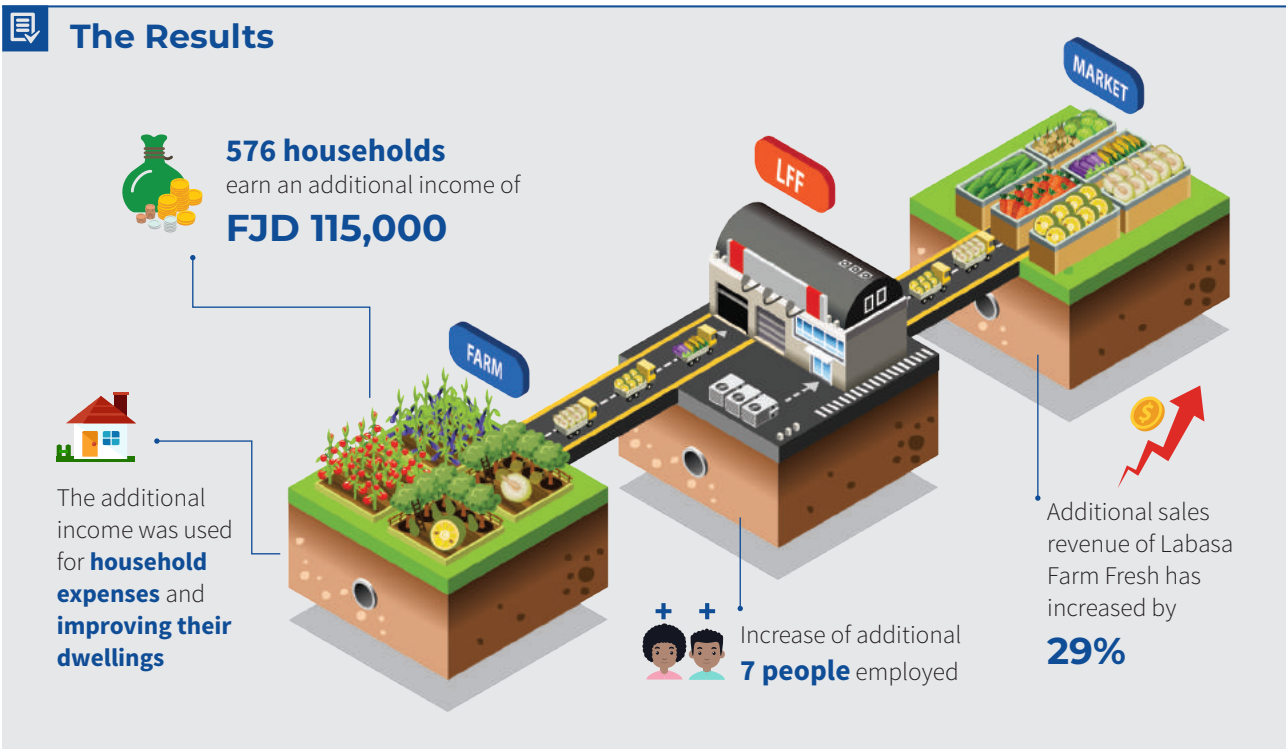 The Results
576 households
earn an additional income of
FJD 115,000
FARM
LFF
MARKET
The additional
income was used
for household
expenses and
improving their
dwellings
Increase of additional
7 people employed
Additional sales
revenue of Labasa
Farm Fresh has
increased by
29%